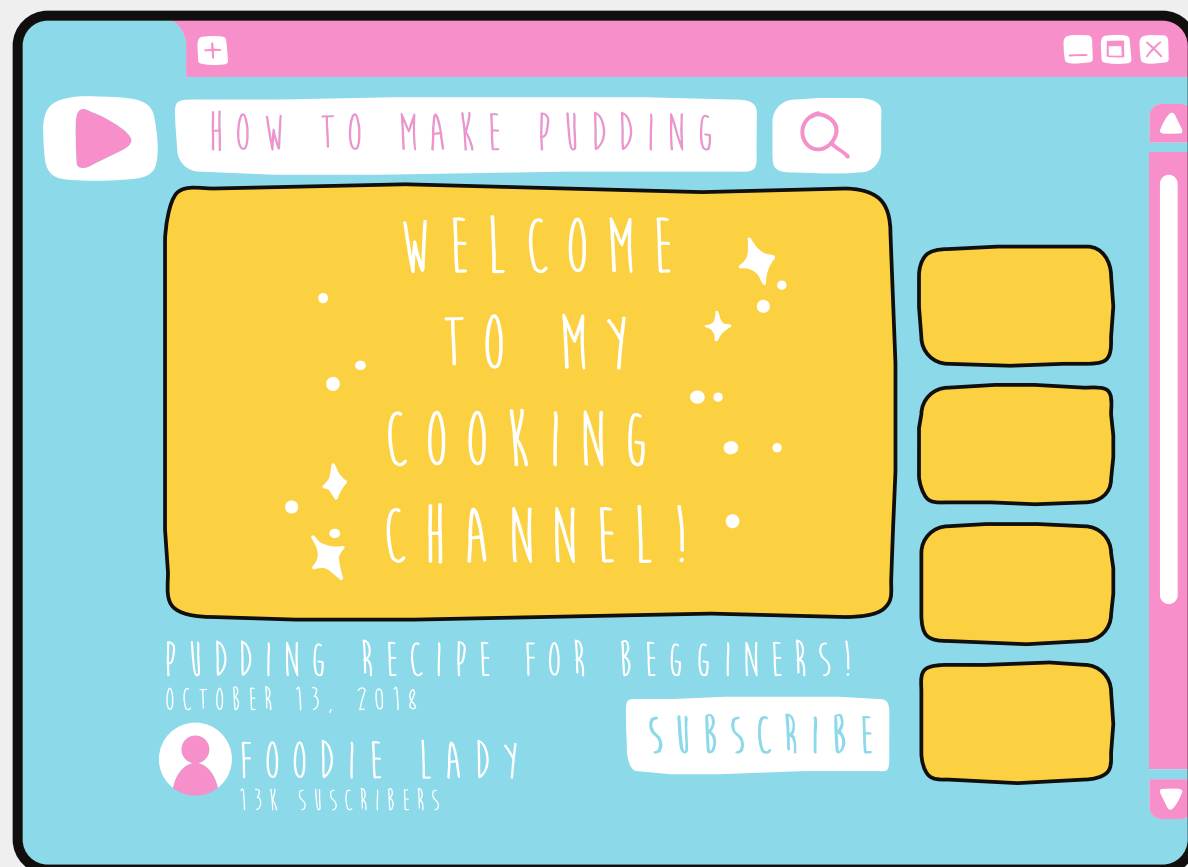 HOW TO MAKE PUDDING
WELCOME
TO MY
COOKING
CHANNEL!
PUDDING RECIPE FOR BEGGINERS!
OCTOBER 13, 2018
SUBSCRIBE
FOODIE LADY
13K SUSCRIBERS